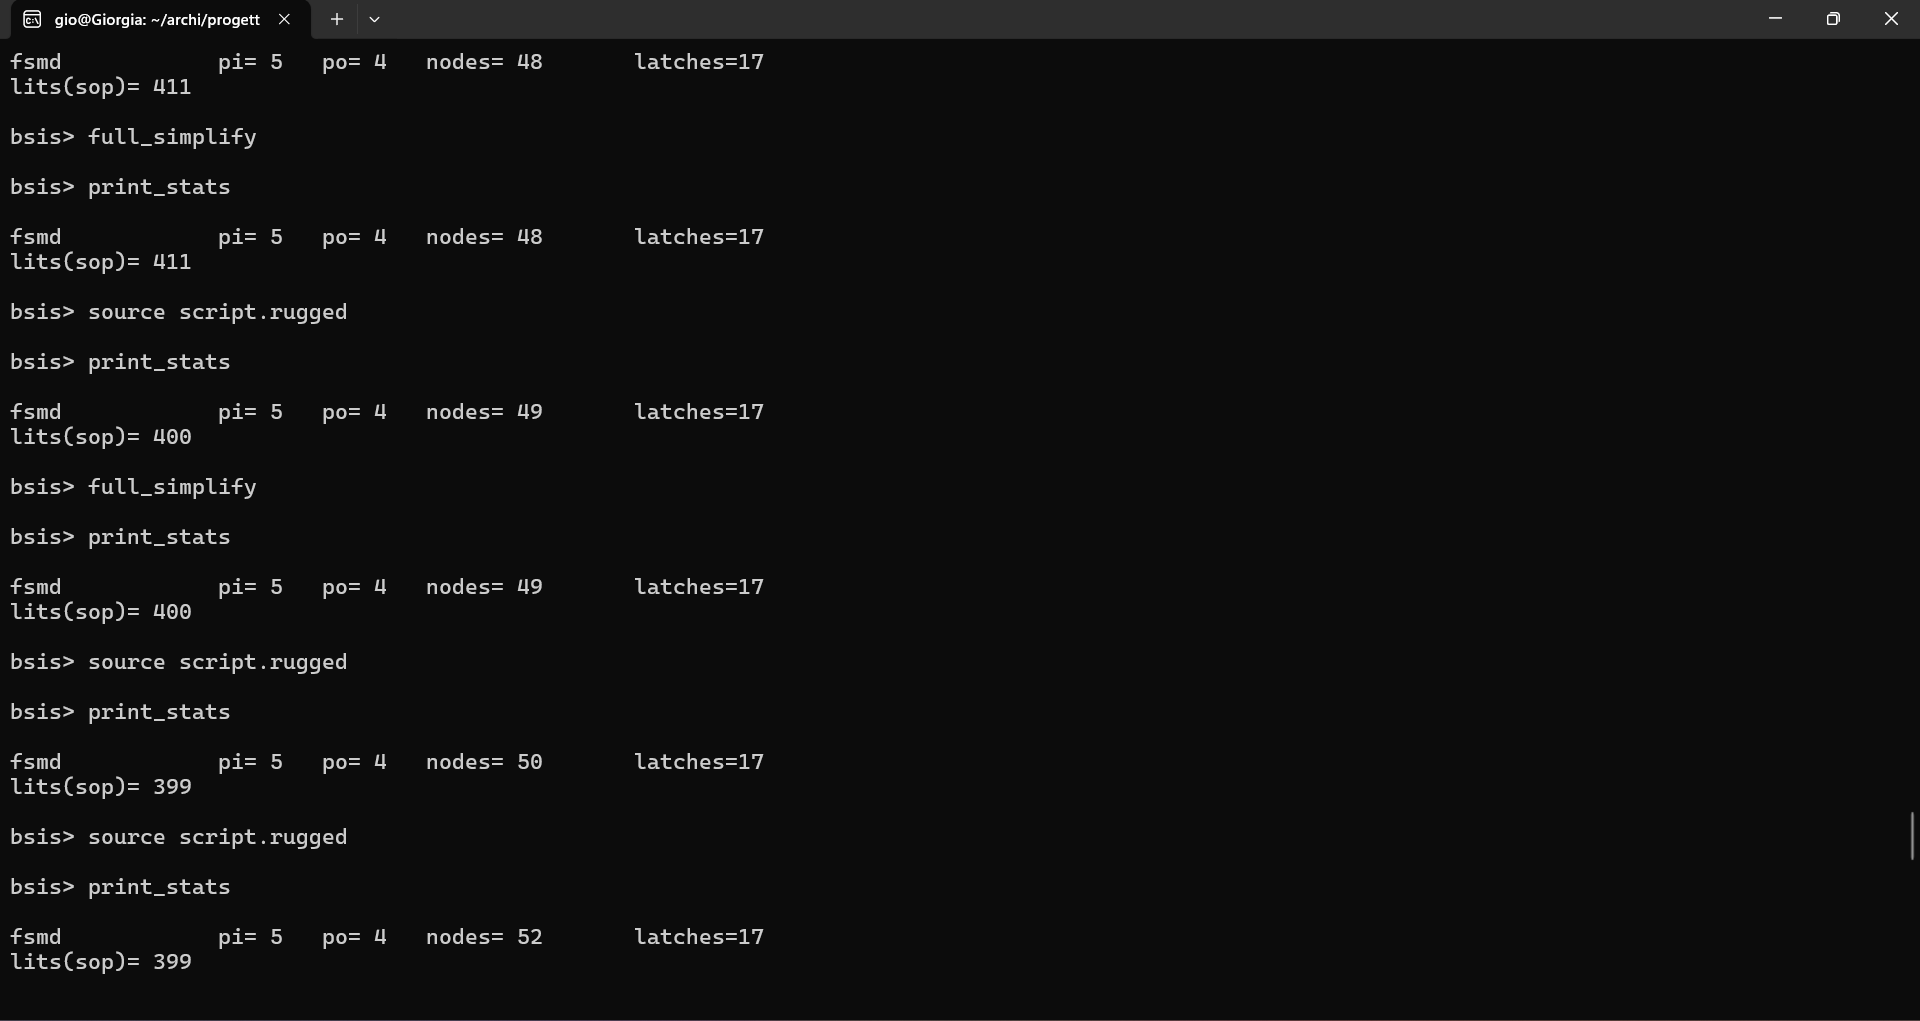 gio@Giorgia: ~/archi/progett
fsmd            pi= 5   po= 4   nodes= 48       latches=17
lits(sop)= 411
bsis> full_simplify
bsis> print_stats
fsmd            pi= 5   po= 4   nodes= 48       latches=17
lits(sop)= 411
bsis> source script.rugged
bsis> print_stats
fsmd            pi= 5   po= 4   nodes= 49       latches=17
lits(sop)= 400
bsis> full_simplify
bsis> print_stats
fsmd            pi= 5   po= 4   nodes= 49       latches=17
lits(sop)= 400
bsis> source script.rugged
bsis> print_stats
fsmd            pi= 5   po= 4   nodes= 50       latches=17
lits(sop)= 399
bsis> source script.rugged
bsis> print_stats
fsmd            pi= 5   po= 4   nodes= 52       latches=17
lits(sop)= 399